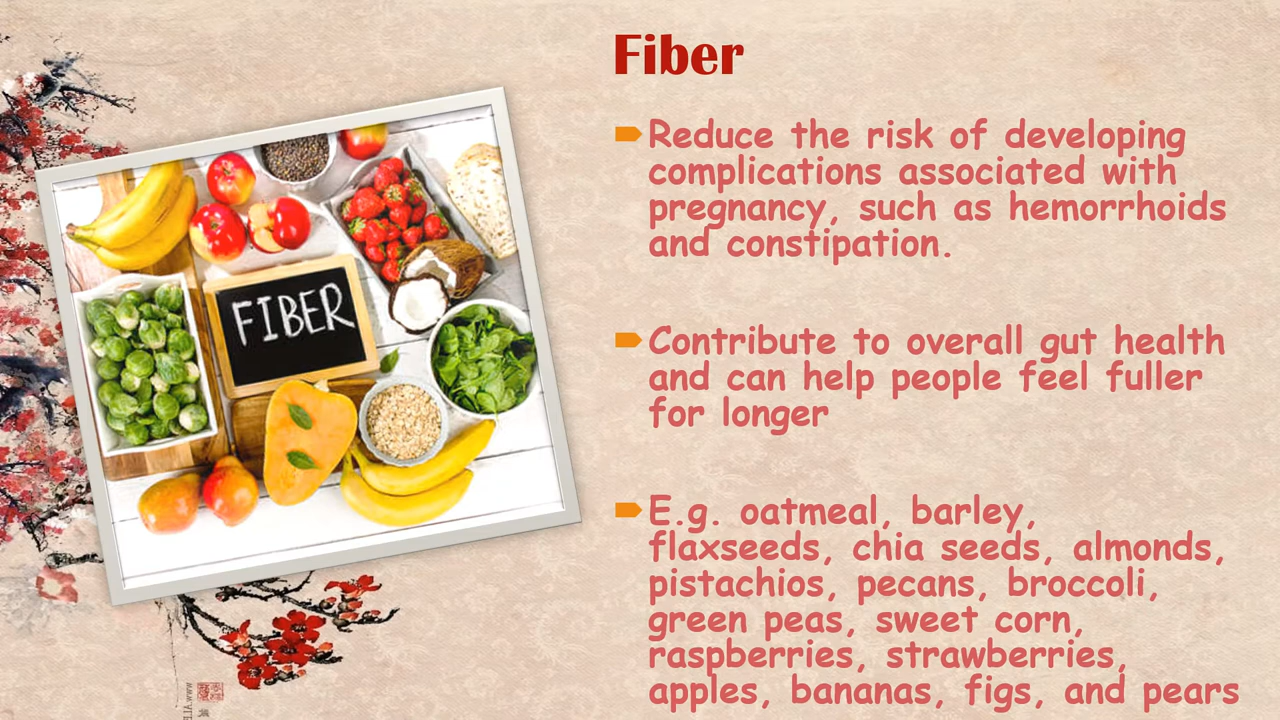 Fiber
Reduce the risk of developing
complications associated with
pregnancy, such as hemorrhoids
and constipation.
Contribute to overall gut health
and can help people feel fuller
for longer
E.g. oatmeal, barley,
flaxseeds, chia seeds, almonds,
pistachios, pecans, broccoli,
green peas, sweet corn,
raspberries, strawberries,
apples, bananas, figs, and pears
FIBER